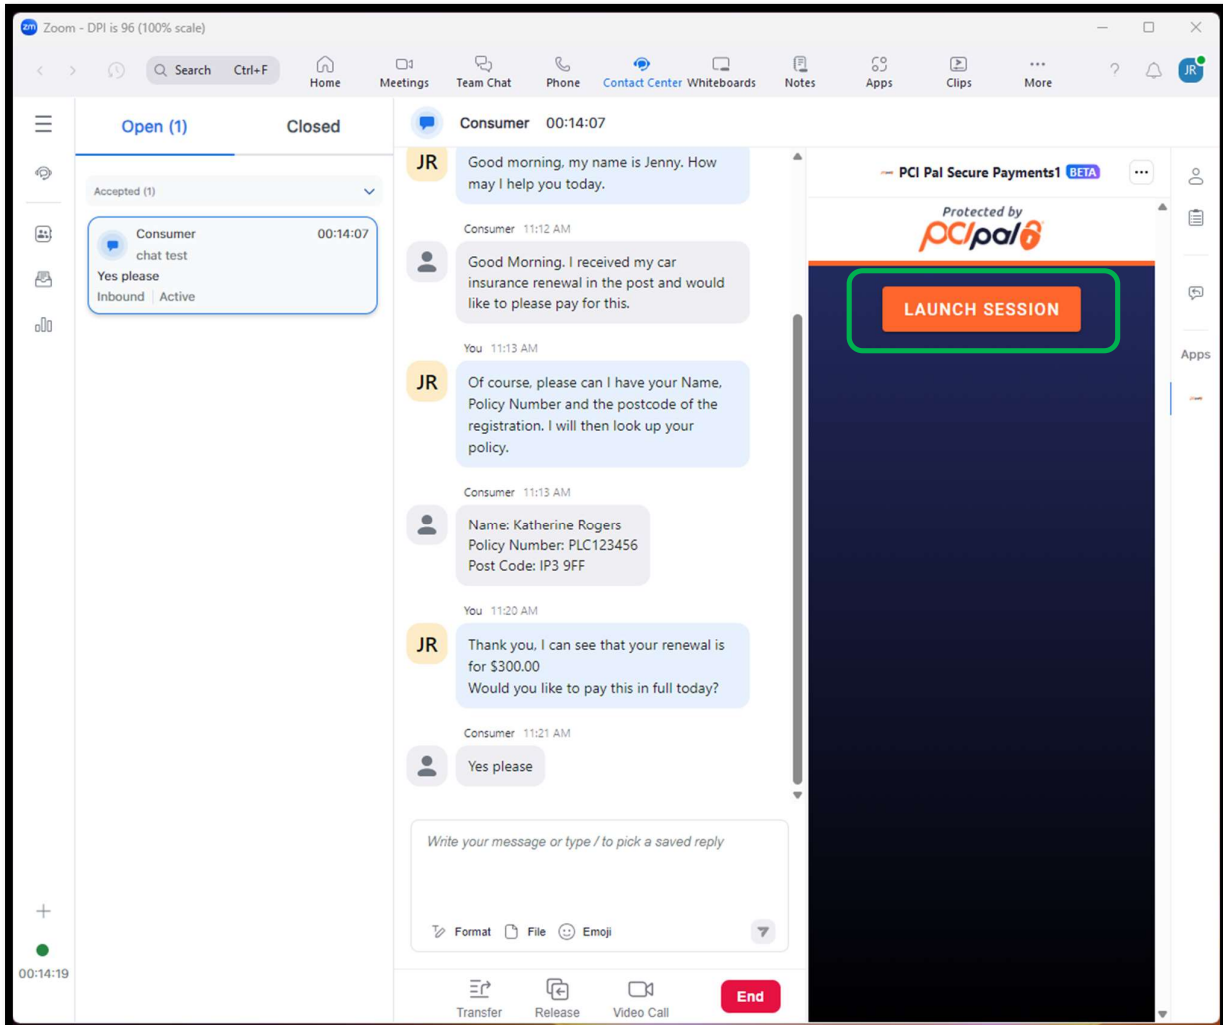 zm Zoom - DPI is 96 (100% scale)
Search Ctrl+F
Home
Meetings
Team Chat
Phone
Contact Center
Whiteboards
Notes
Apps
Clips
More
JR
Open (1)
Closed
Accepted (1)
Consumer 00:14:07
chat test
Yes please
Inbound | Active
00:14:19
Consumer 00:14:07
JR
Good morning, my name is Jenny. How
may I help you today.
Consumer 11:12 AM
Good Morning. I received my car
insurance renewal in the post and would
like to please pay for this.
You 11:13 AM
JR
Of course, please can I have your Name,
Policy Number and the postcode of the
registration. I will then look up your
policy.
Consumer 11:13 AM
Name: Katherine Rogers
Policy Number: PLC123456
Post Code: IP3 9FF
You 11:20 AM
JR
Thank you, I can see that your renewal is
for $300.00
Would you like to pay this in full today?
Consumer 11:21 AM
Yes please
Write your message or type / to pick a saved reply
Format File Emoji
Transfer
Release
Video Call
End
PCI Pal Secure Payments1 BETA
Protected by
pcipal
LAUNCH SESSION
Apps